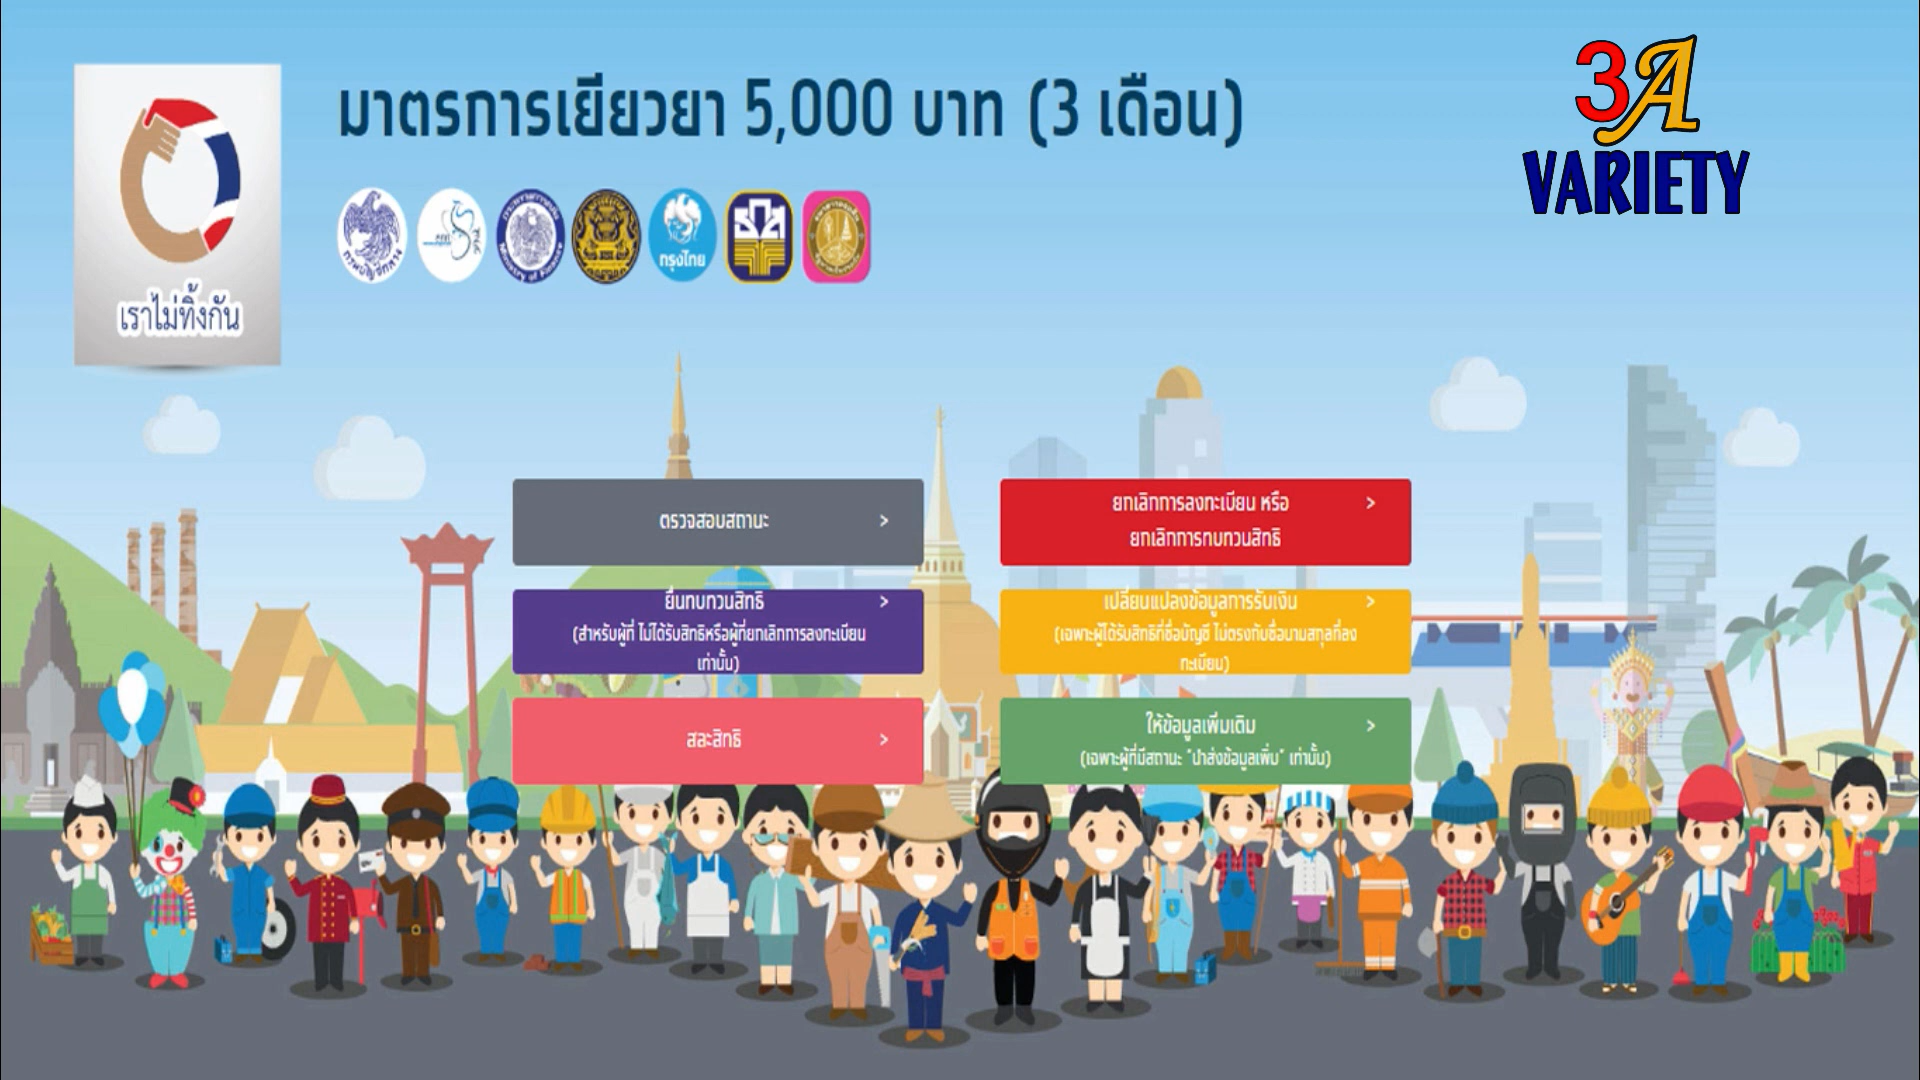 มาตรการเยียวยา 5,000 บาท (3 เดือน)
3A
VARIETY
เราไม่ทิ้งกัน
กรมบัญชีกลาง
Ministry of Finance
กรุงไทย
ตรวจสอบสถานะ >
ยกเลิกการลงทะเบียน หรือ >
ยกเลิกการทบทวนสิทธิ
ยื่นทบทวนสิทธิ >
(สำหรับผู้ที่ ไม่ได้รับสิทธิหรือผู้ที่ยกเลิกการลงทะเบียน
เท่านั้น)
เปลี่ยนแปลงข้อมูลการรับเงิน >
(เฉพาะผู้ได้รับสิทธิที่ชื่อบัญชี ไม่ตรงกับชื่อนามสกุลที่ลง
ทะเบียน)
สละสิทธิ >
ให้ข้อมูลเพิ่มเติม >
(เฉพาะผู้ที่มีสถานะ "นำส่งข้อมูลเพิ่ม" เท่านั้น)